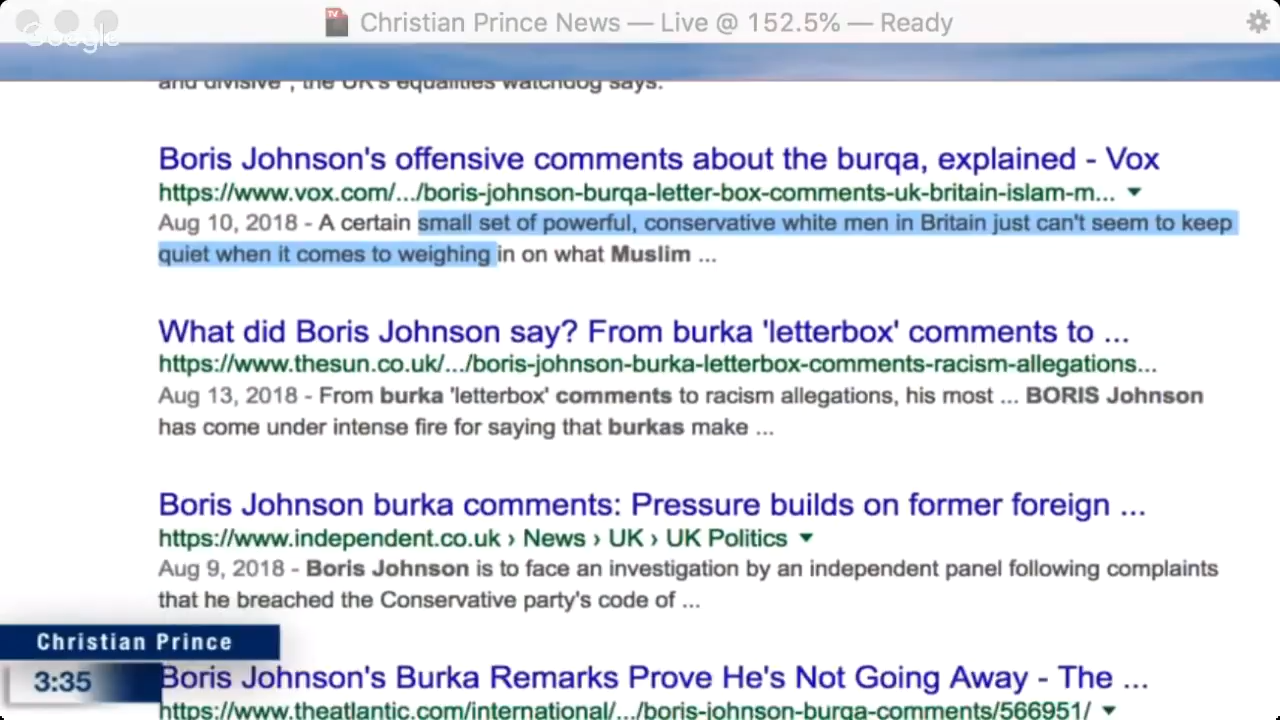 Christian Prince News — Live @ 152.5% — Ready
Google
and divisive", the UK's equalities watchdog says.
Boris Johnson's offensive comments about the burqa, explained - Vox
https://www.vox.com/.../boris-johnson-burqa-letter-box-comments-uk-britain-islam-m...
Aug 10, 2018 - A certain small set of powerful, conservative white men in Britain just can't seem to keep
quiet when it comes to weighing in on what Muslim ...
What did Boris Johnson say? From burka 'letterbox' comments to ...
https://www.thesun.co.uk/.../boris-johnson-burka-letterbox-comments-racism-allegations...
Aug 13, 2018 - From burka 'letterbox' comments to racism allegations, his most ... BORIS Johnson
has come under intense fire for saying that burkas make ...
Boris Johnson burka comments: Pressure builds on former foreign ...
https://www.independent.co.uk › News › UK › UK Politics
Aug 9, 2018 - Boris Johnson is to face an investigation by an independent panel following complaints
that he breached the Conservative party's code of ...
Christian Prince
3:35
Boris Johnson's Burka Remarks Prove He's Not Going Away - The ...
https://www.theatlantic.com/international/.../boris-johnson-burqa-comments/566951/